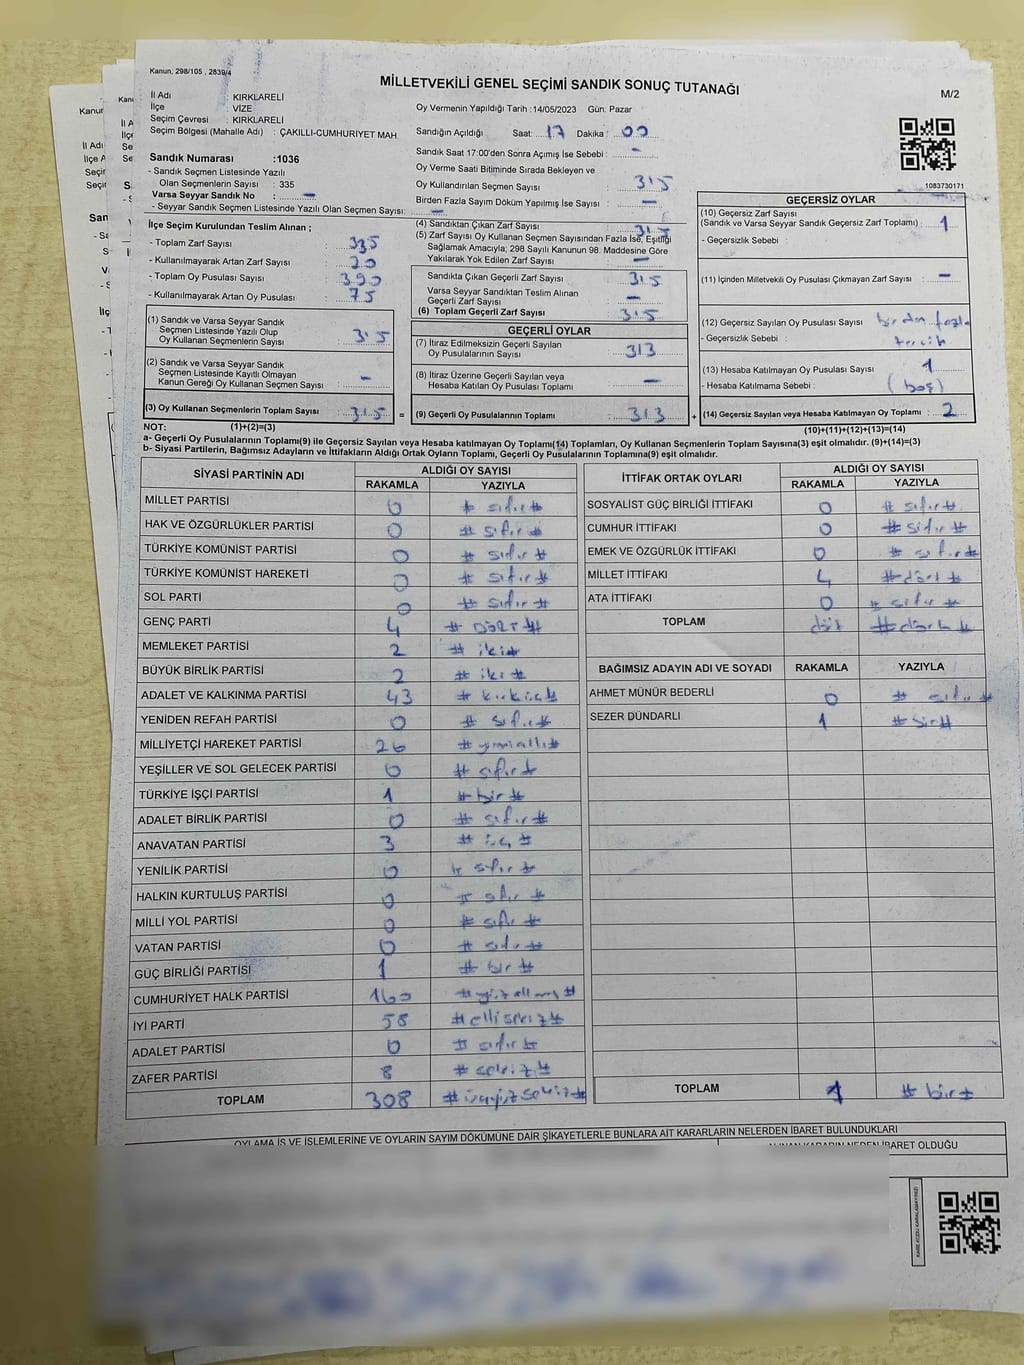 Kanun, 298/105 , 2839/4
MİLLETVEKİLİ GENEL SEÇİMİ SANDIK SONUÇ TUTANAĞI
M/2
İl Adı : KIRKLARELİ
İlçe : VİZE
Seçim Çevresi : KIRKLARELİ
Seçim Bölgesi (Mahalle Adı) : ÇAKILLI-CUMHURİYET MAH
Oy Vermenin Yapıldığı Tarih :14/05/2023 Gün: Pazar
Sandığın Açıldığı Saat: 17 Dakika : 00
Sandık Saat 17:00'den Sonra Açımış İse Sebebi : -
Sandık Numarası :1036
- Sandık Seçmen Listesinde Yazılı
Olan Seçmenlerin Sayısı : 335
Varsa Seyyar Sandık No : -
- Seyyar Sandık Seçmen Listesinde Yazılı Olan Seçmen Sayısı: -
Oy Verme Saati Bitiminde Sırada Bekleyen ve
Oy Kullandırılan Seçmen Sayısı : 315
Birden Fazla Sayım Döküm Yapılmış İse Sayısı : -
1083730171
İlçe Seçim Kurulundan Teslim Alınan ;
- Toplam Zarf Sayısı : 335
- Kullanılmayarak Artan Zarf Sayısı : 20
- Toplam Oy Pusulası Sayısı : 390
- Kullanılmayarak Artan Oy Pusulası : 75
(4) Sandıktan Çıkan Zarf Sayısı : 315
(5) Zarf Sayısı Oy Kullanan Seçmen Sayısından Fazla İse, Eşitliği
Sağlamak Amacıyla, 298 Sayılı Kanunun 98. Maddesine Göre
Yakılarak Yok Edilen Zarf Sayısı : -
Sandıkta Çıkan Geçerli Zarf Sayısı : 315
Varsa Seyyar Sandıktan Teslim Alınan
Geçerli Zarf Sayısı : -
(6) Toplam Geçerli Zarf Sayısı : 315
GEÇERSİZ OYLAR
(10) Geçersiz Zarf Sayısı
(Sandık ve Varsa Seyyar Sandık Geçersiz Zarf Toplamı) : 1
- Geçersizlik Sebebi :
(11) İçinden Milletvekili Oy Pusulası Çıkmayan Zarf Sayısı : -
(12) Geçersiz Sayılan Oy Pusulası Sayısı : birden fazla
- Geçersizlik Sebebi : tercih
(13) Hesaba Katılmayan Oy Pusulası Sayısı : 1
- Hesaba Katılmama Sebebi : (boş)
(14) Geçersiz Sayılan veya Hesaba Katılmayan Oy Toplamı : 2
(10)+(11)+(12)+(13)=(14)
(1) Sandık ve Varsa Seyyar Sandık
Seçmen Listesinde Yazılı Olup
Oy Kullanan Seçmenlerin Sayısı : 315
(2) Sandık ve Varsa Seyyar Sandık
Seçmen Listesinde Kayıtlı Olmayan
Kanun Gereği Oy Kullanan Seçmen Sayısı : -
(3) Oy Kullanan Seçmenlerin Toplam Sayısı : 315 =
GEÇERLİ OYLAR
(7) İtiraz Edilmeksizin Geçerli Sayılan
Oy Pusulalarının Sayısı : 313
(8) İtiraz Üzerine Geçerli Sayılan veya
Hesaba Katılan Oy Pusulası Toplamı : -
(9) Geçerli Oy Pusulalarının Toplamı : 313 +
NOT: (1)+(2)=(3)
a- Geçerli Oy Pusulalarının Toplamı(9) ile Geçersiz Sayılan veya Hesaba katılmayan Oy Toplamı(14) Toplamları, Oy Kullanan Seçmenlerin Toplam Sayısına(3) eşit olmalıdır. (9)+(14)=(3)
b- Siyasi Partilerin, Bağımsız Adayların ve İttifakların Aldığı Ortak Oyların Toplamı, Geçerli Oy Pusulalarının Toplamına(9) eşit olmalıdır.
SİYASİ PARTİNİN ADI ALDIĞI OY SAYISI
RAKAMLA YAZIYLA
MİLLET PARTİSİ 0 # sıfır #
HAK VE ÖZGÜRLÜKLER PARTİSİ 0 # sıfır #
TÜRKİYE KOMÜNİST PARTİSİ 0 # sıfır #
TÜRKİYE KOMÜNİST HAREKETİ 0 # sıfır #
SOL PARTİ 0 # sıfır #
GENÇ PARTİ 4 # DÖRT #
MEMLEKET PARTİSİ 2 # iki #
BÜYÜK BİRLİK PARTİSİ 2 # iki #
ADALET VE KALKINMA PARTİSİ 43 # kırküç #
YENİDEN REFAH PARTİSİ 0 # sıfır #
MİLLİYETÇİ HAREKET PARTİSİ 26 # yirmialtı #
YEŞİLLER VE SOL GELECEK PARTİSİ 0 # sıfır #
TÜRKİYE İŞÇİ PARTİSİ 1 # bir #
ADALET BİRLİK PARTİSİ 0 # sıfır #
ANAVATAN PARTİSİ 3 # üç #
YENİLİK PARTİSİ 0 # sıfır #
HALKIN KURTULUŞ PARTİSİ 0 # sıfır #
MİLLİ YOL PARTİSİ 0 # sıfır #
VATAN PARTİSİ 0 # sıfır #
GÜÇ BİRLİĞİ PARTİSİ 1 # bir #
CUMHURİYET HALK PARTİSİ 160 # yüzaltmış #
İYİ PARTİ 58 # ellisekiz #
ADALET PARTİSİ 0 # sıfır #
ZAFER PARTİSİ 8 # sekiz #
TOPLAM 308 # üçyüzsekiz #
İTTİFAK ORTAK OYLARI ALDIĞI OY SAYISI
RAKAMLA YAZIYLA
SOSYALİST GÜÇ BİRLİĞİ İTTİFAKI 0 # sıfır #
CUMHUR İTTİFAKI 0 # sıfır #
EMEK VE ÖZGÜRLÜK İTTİFAKI 0 # sıfır #
MİLLET İTTİFAKI 4 # dört #
ATA İTTİFAKI 0 # sıfır #
TOPLAM dört # dört #
BAĞIMSIZ ADAYIN ADI VE SOYADI RAKAMLA YAZIYLA
AHMET MÜNÜR BEDERLİ 0 # sıfır #
SEZER DÜNDARLI 1 # bir #
TOPLAM 1 # bir #
OYLAMA İŞ VE İŞLEMLERİNE VE OYLARIN SAYIM DÖKÜMÜNE DAİR ŞİKAYETLERLE BUNLARA AİT KARARLARIN NELERDEN İBARET BULUNDUKLARI
ALINAN KARARIN NEDEN İBARET OLDUĞU